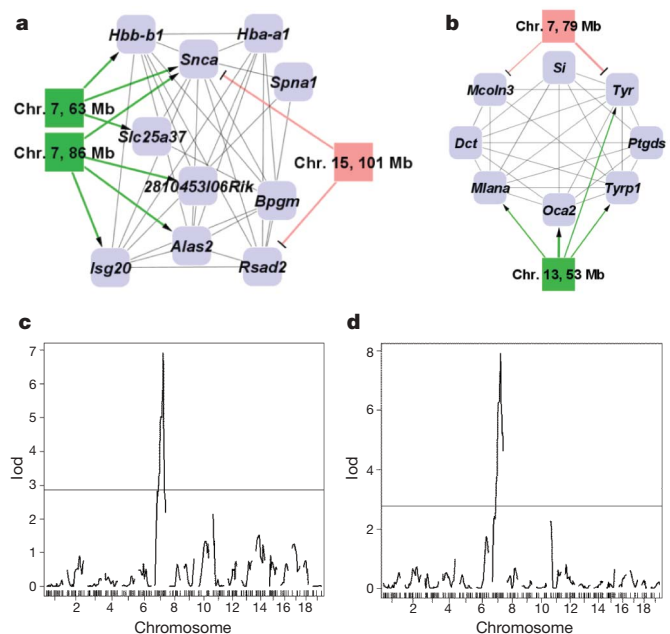 a
Hbb-b1
Hba-a1
Snca
Spna1
Chr. 7, 63 Mb
Slc25a37
Chr. 7, 86 Mb
Chr. 15, 101 Mb
2810453I06Rik
Bpgm
Alas2
Isg20
Rsad2
b
Chr. 7, 79 Mb
Si
Mcoln3
Tyr
Dct
Ptgds
Mlana
Tyrp1
Oca2
Chr. 13, 53 Mb
c
7
6
5
4
3
2
1
0
lod
2 4 6 8 10 12 14 16 18
Chromosome
d
8
6
4
2
0
lod
2 4 6 8 10 12 14 16 18
Chromosome